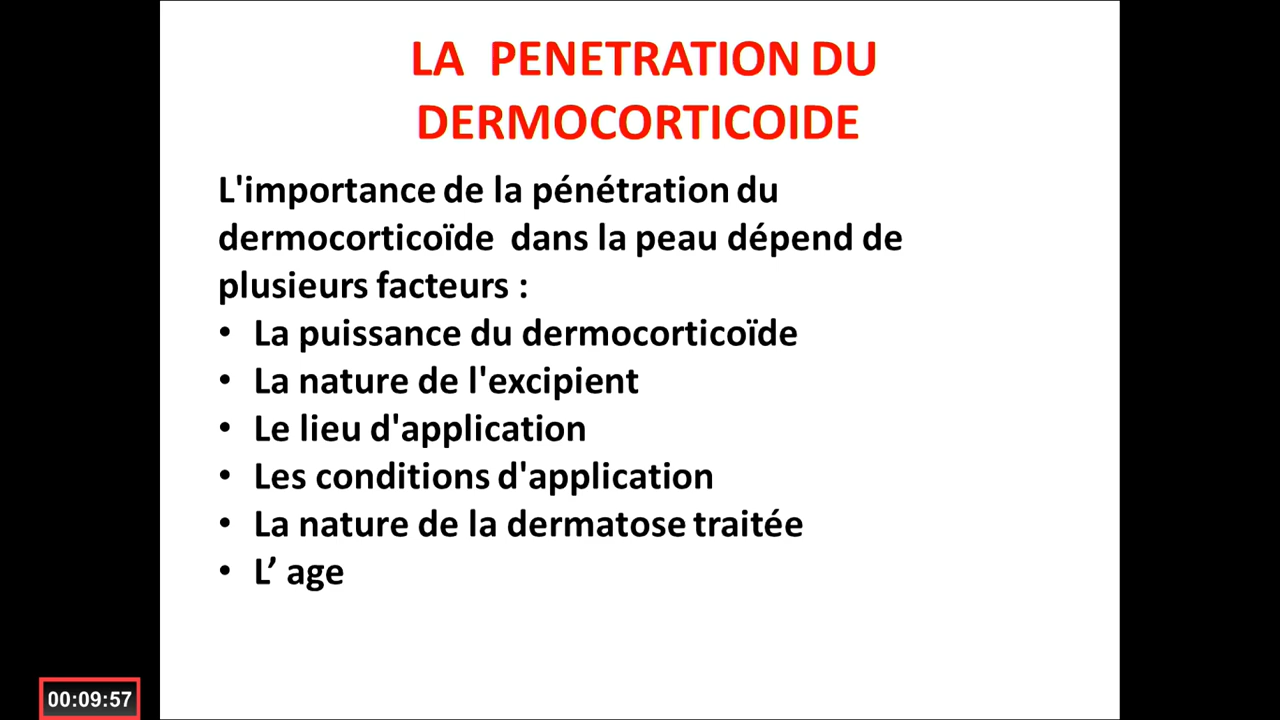 LA PENETRATION DU
DERMOCORTICOIDE
L'importance de la pénétration du
dermocorticoïde dans la peau dépend de
plusieurs facteurs :
• La puissance du dermocorticoïde
• La nature de l'excipient
• Le lieu d'application
• Les conditions d'application
• La nature de la dermatose traitée
• L’ age
00:09:57